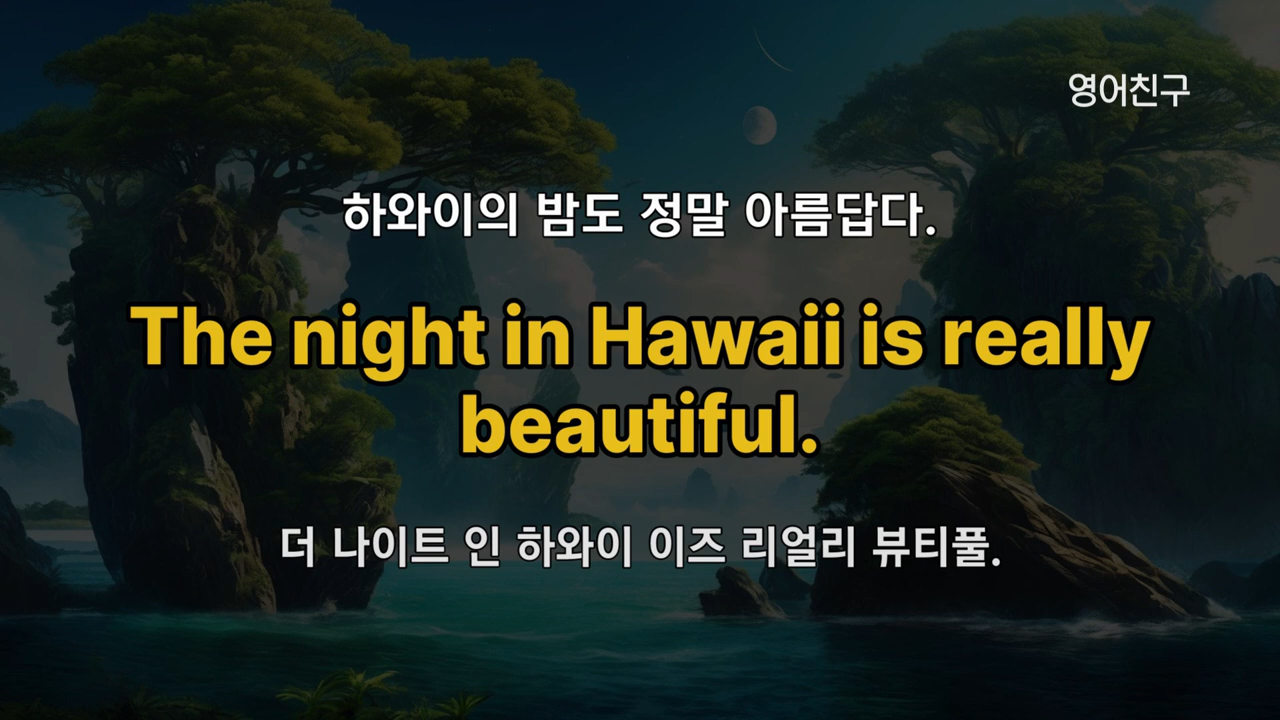 영어친구
하와이의 밤도 정말 아름답다.
The night in Hawaii is really
beautiful.
더 나이트 인 하와이 이즈 리얼리 뷰티풀.